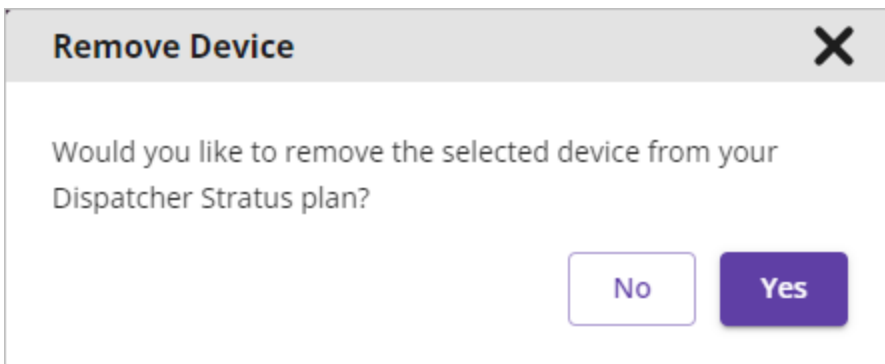 Remove Device
Would you like to remove the selected device from your
Dispatcher Stratus plan?
No
Yes